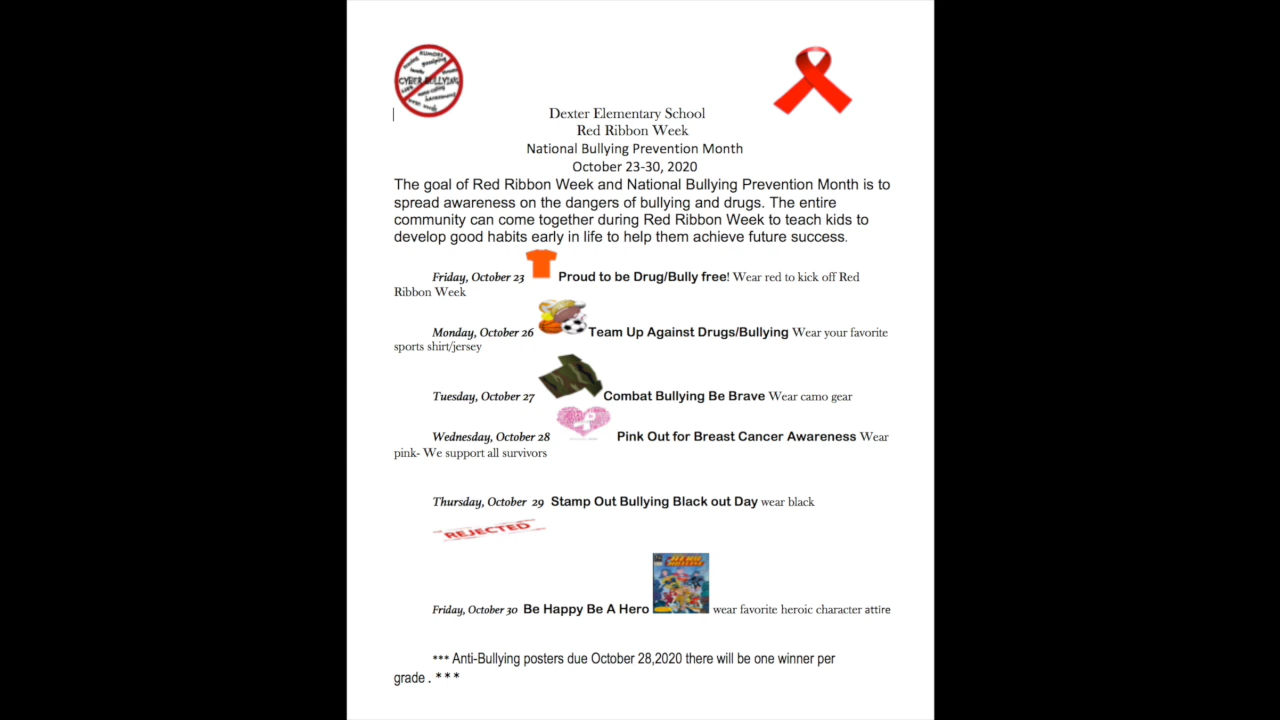 CYBER BULLYING
Dexter Elementary School
Red Ribbon Week
National Bullying Prevention Month
October 23-30, 2020
The goal of Red Ribbon Week and National Bullying Prevention Month is to
spread awareness on the dangers of bullying and drugs. The entire
community can come together during Red Ribbon Week to teach kids to
develop good habits early in life to help them achieve future success.
Friday, October 23 Proud to be Drug/Bully free! Wear red to kick off Red
Ribbon Week
Monday, October 26 Team Up Against Drugs/Bullying Wear your favorite
sports shirt/jersey
Tuesday, October 27 Combat Bullying Be Brave Wear camo gear
Wednesday, October 28 Pink Out for Breast Cancer Awareness Wear
pink- We support all survivors
Thursday, October 29 Stamp Out Bullying Black out Day wear black
REJECTED
Friday, October 30 Be Happy Be A Hero wear favorite heroic character attire
*** Anti-Bullying posters due October 28,2020 there will be one winner per
grade . ***